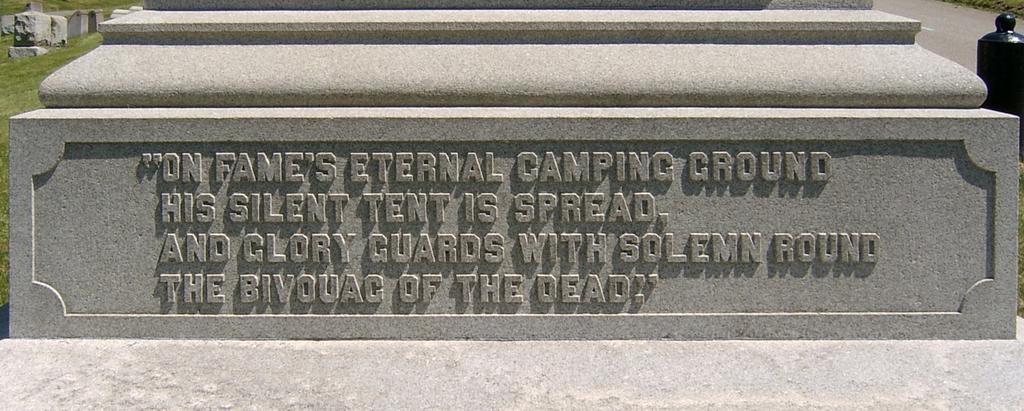 "ON FAME'S ETERNAL CAMPING GROUND
HIS SILENT TENT IS SPREAD,
AND GLORY GUARDS WITH SOLEMN ROUND
THE BIVOUAC OF THE DEAD."